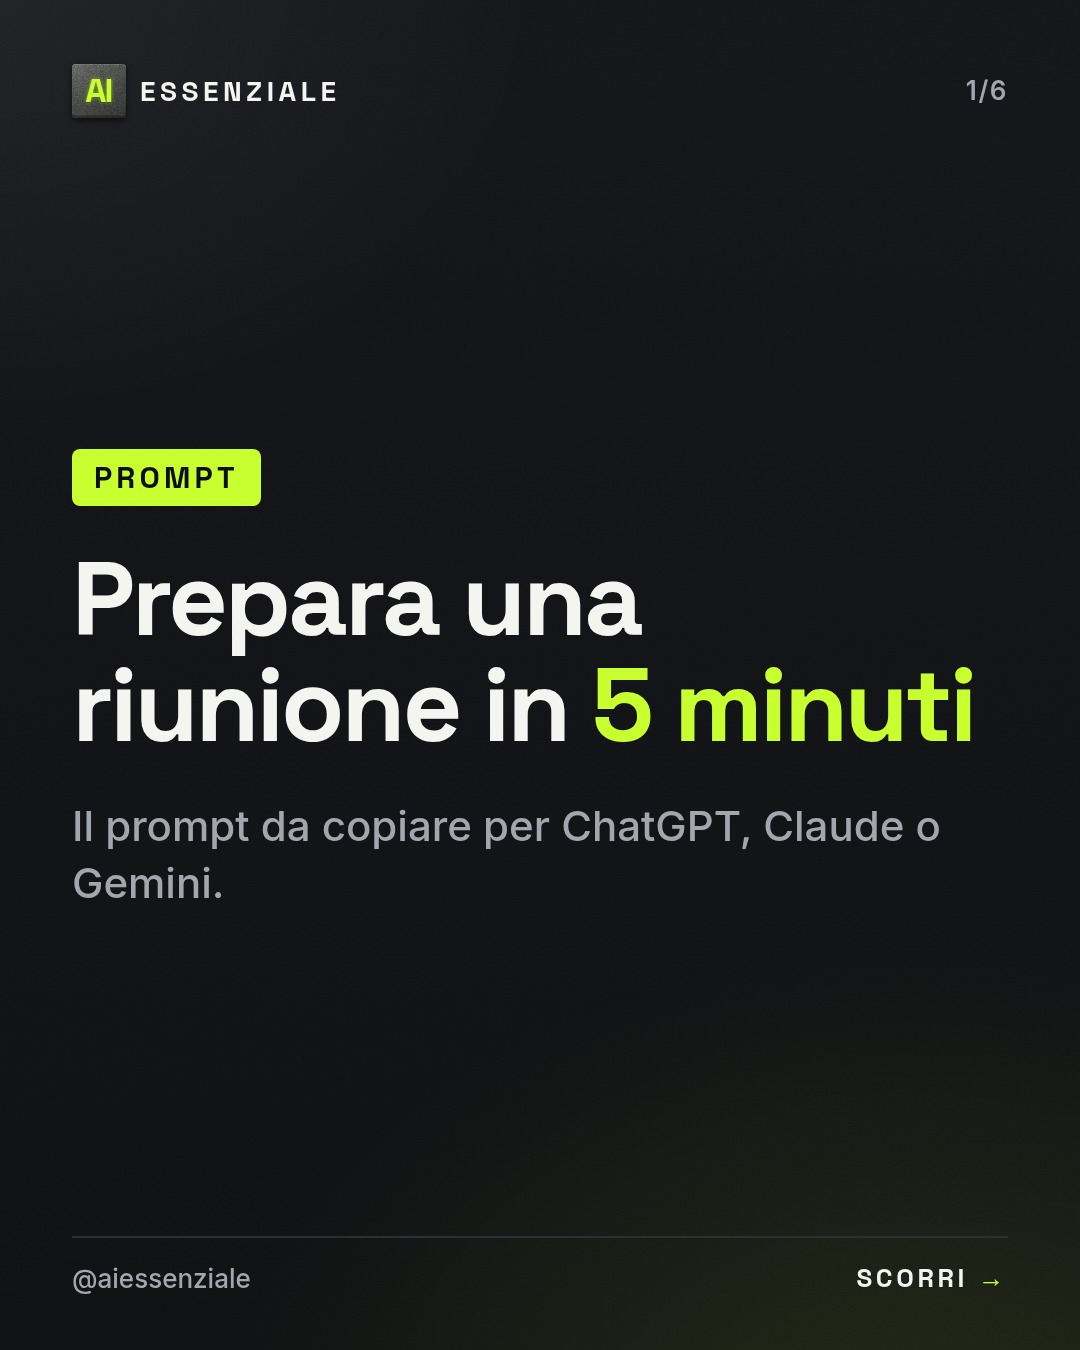 AI ESSENZIALE
1/6
PROMPT
Prepara una
riunione in 5 minuti
Il prompt da copiare per ChatGPT, Claude o
Gemini.
@aiessenziale
SCORRI →